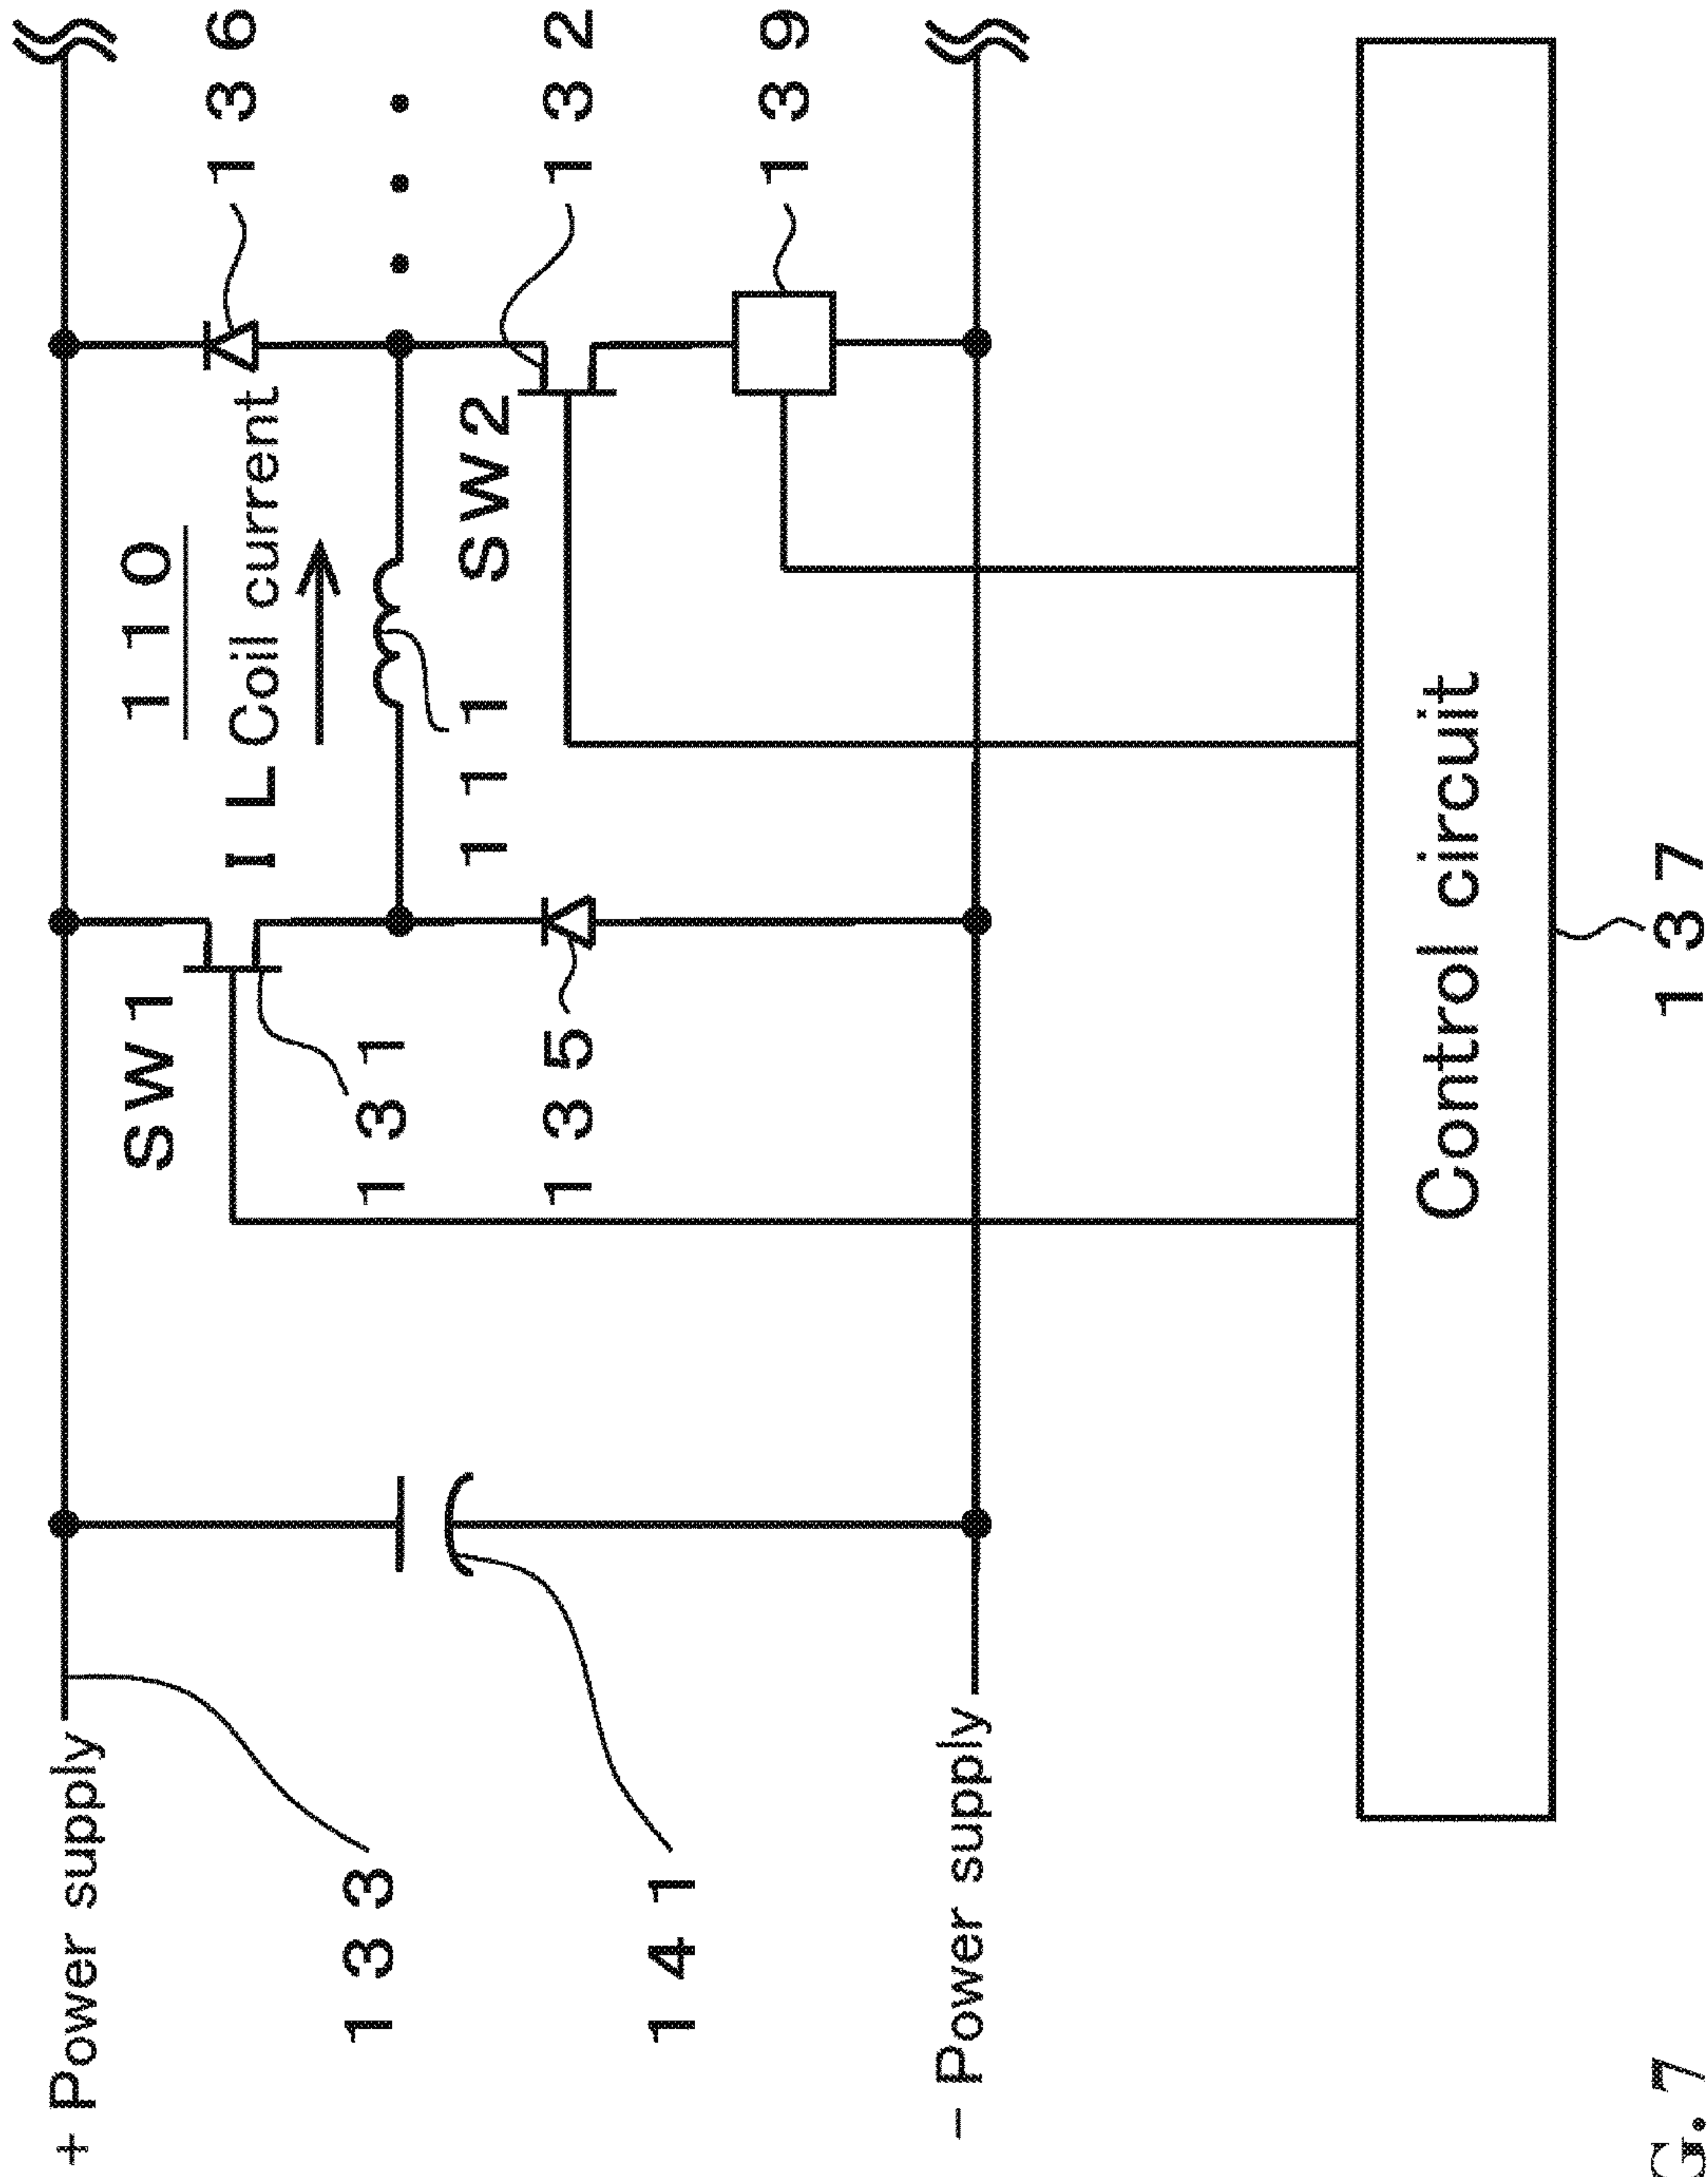 110
SW1
IL Coil current
136
131
111
SW2
132
135
139
+ Power supply
133
141
− Power supply
Control circuit
137
G. 7